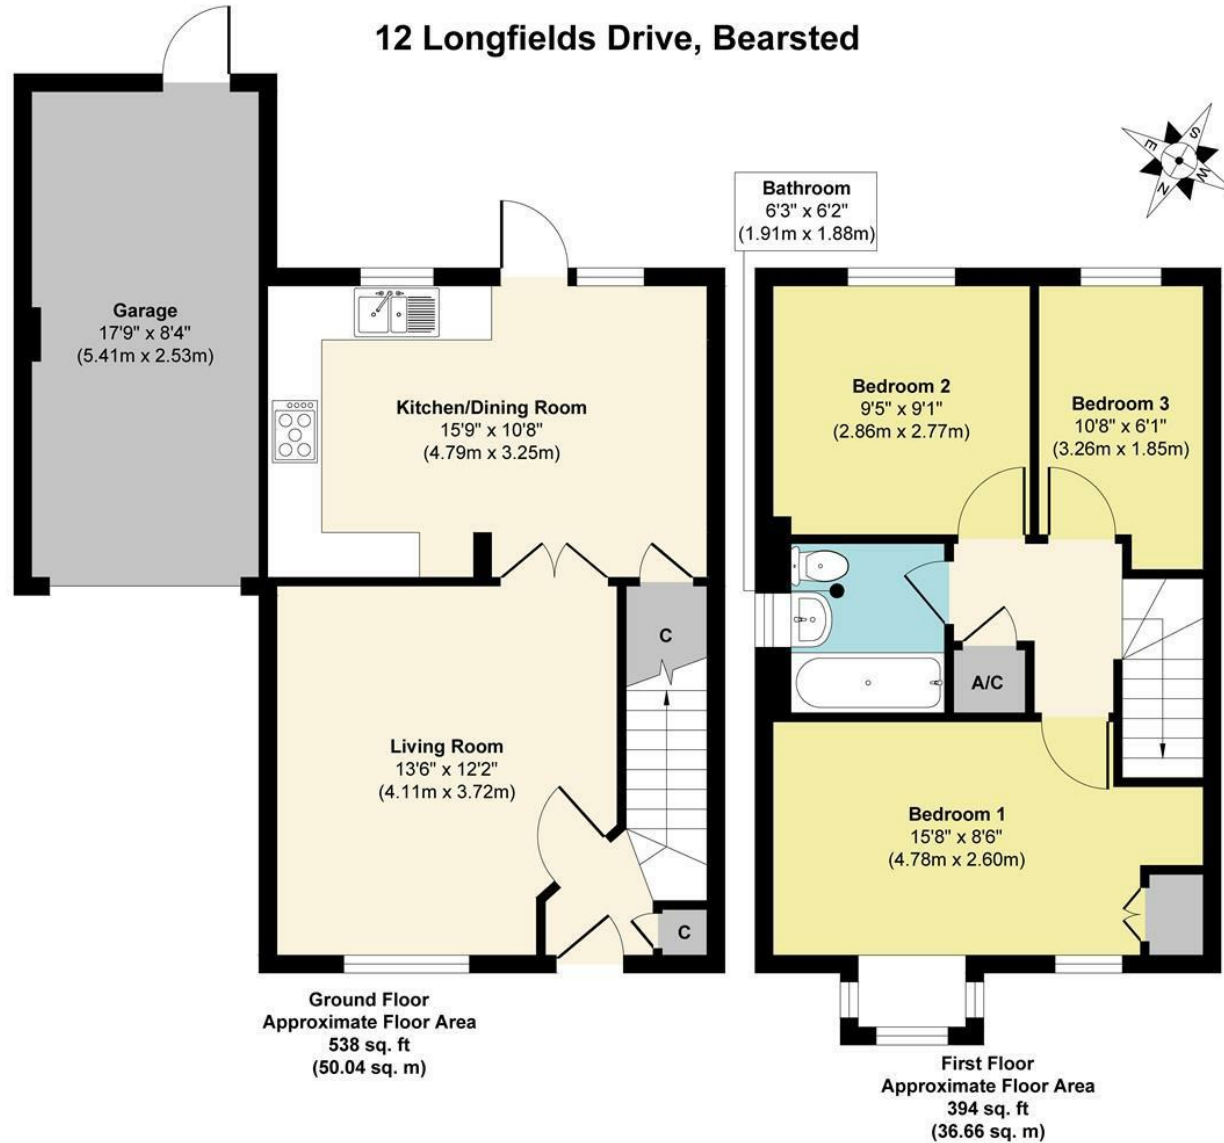 12 Longfields Drive, Bearsted
S
E
W
N
Bathroom
6'3" x 6'2"
(1.91m x 1.88m)
Garage
17'9" x 8'4"
(5.41m x 2.53m)
Kitchen/Dining Room
15'9" x 10'8"
(4.79m x 3.25m)
Bedroom 2
9'5" x 9'1"
(2.86m x 2.77m)
Bedroom 3
10'8" x 6'1"
(3.26m x 1.85m)
C
A/C
Living Room
13'6" x 12'2"
(4.11m x 3.72m)
Bedroom 1
15'8" x 8'6"
(4.78m x 2.60m)
C
Ground Floor
Approximate Floor Area
538 sq. ft
(50.04 sq. m)
First Floor
Approximate Floor Area
394 sq. ft
(36.66 sq. m)